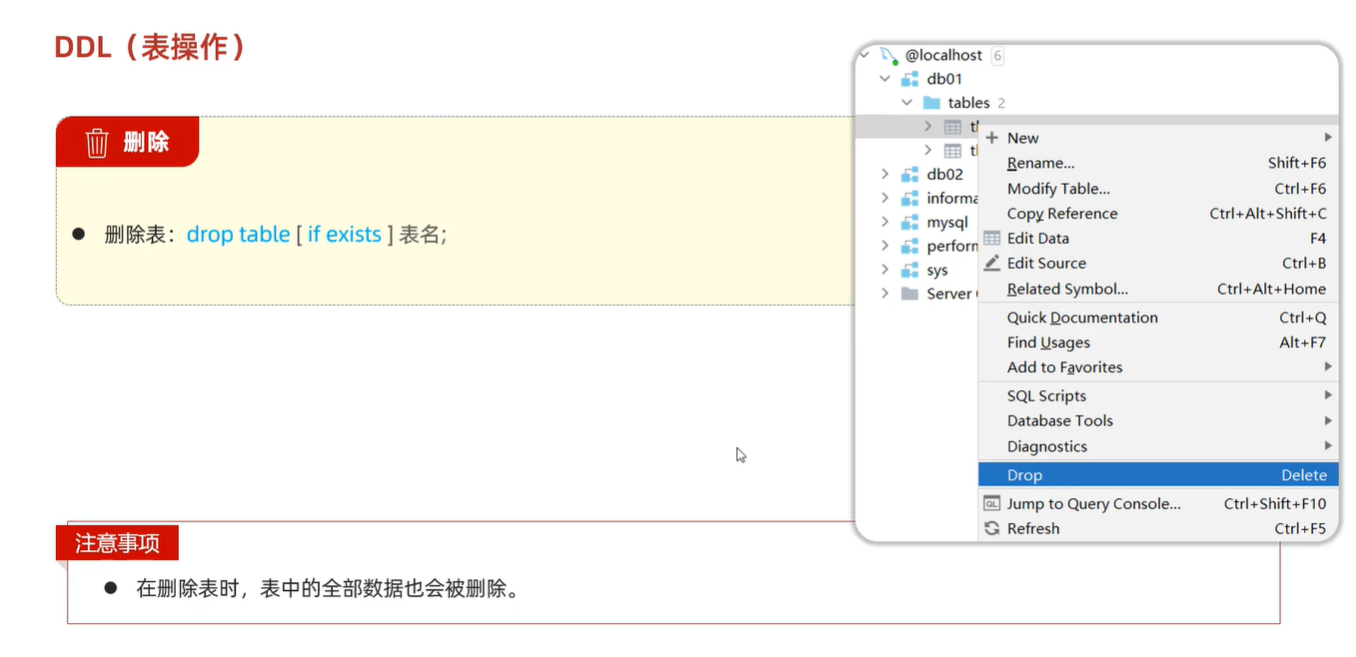 DDL（表操作）
删除
● 删除表：drop table [ if exists ] 表名;
@localhost 6
db01
tables 2
db02
mysql
sys
Server
New
Rename... Shift+F6
Modify Table... Ctrl+F6
Copy Reference Ctrl+Alt+Shift+C
Edit Data F4
Edit Source Ctrl+B
Related Symbol... Ctrl+Alt+Home
Quick Documentation Ctrl+Q
Find Usages Alt+F7
Add to Favorites
SQL Scripts
Database Tools
Diagnostics
Drop Delete
QL Jump to Query Console... Ctrl+Shift+F10
Refresh Ctrl+F5
注意事项
● 在删除表时，表中的全部数据也会被删除。